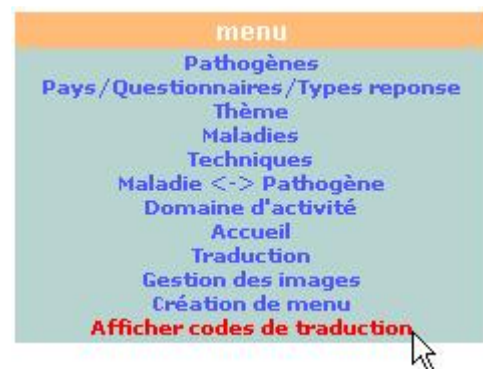 menu
Pathogènes
Pays/Questionnaires/Types reponse
Thème
Maladies
Techniques
Maladie <-> Pathogène
Domaine d'activité
Accueil
Traduction
Gestion des images
Création de menu
Afficher codes de traduction